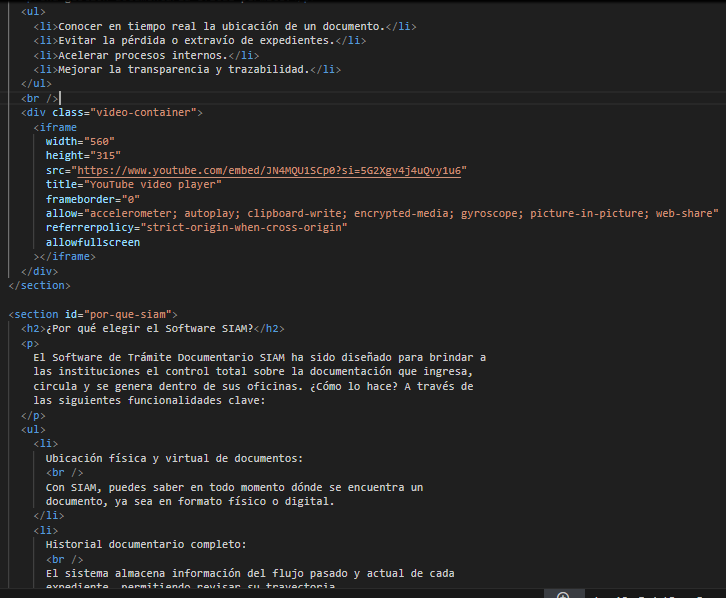 <ul>
<li>Conocer en tiempo real la ubicación de un documento.</li>
<li>Evitar la pérdida o extravío de expedientes.</li>
<li>Acelerar procesos internos.</li>
<li>Mejorar la transparencia y trazabilidad.</li>
</ul>
<br />
<div class="video-container">
<iframe
width="560"
height="315"
src="https://www.youtube.com/embed/JN4MQU1SCp0?si=5G2Xgv4j4uQvy1u6"
title="YouTube video player"
frameborder="0"
allow="accelerometer; autoplay; clipboard-write; encrypted-media; gyroscope; picture-in-picture; web-share"
referrerpolicy="strict-origin-when-cross-origin"
allowfullscreen
></iframe>
</div>
</section>
<section id="por-que-siam">
<h2>¿Por qué elegir el Software SIAM?</h2>
<p>
El Software de Trámite Documentario SIAM ha sido diseñado para brindar a
las instituciones el control total sobre la documentación que ingresa,
circula y se genera dentro de sus oficinas. ¿Cómo lo hace? A través de
las siguientes funcionalidades clave:
</p>
<ul>
<li>
Ubicación física y virtual de documentos:
<br />
Con SIAM, puedes saber en todo momento dónde se encuentra un
documento, ya sea en formato físico o digital.
</li>
<li>
Historial documentario completo:
<br />
El sistema almacena información del flujo pasado y actual de cada
expediente, permitiendo revisar su trayectoria